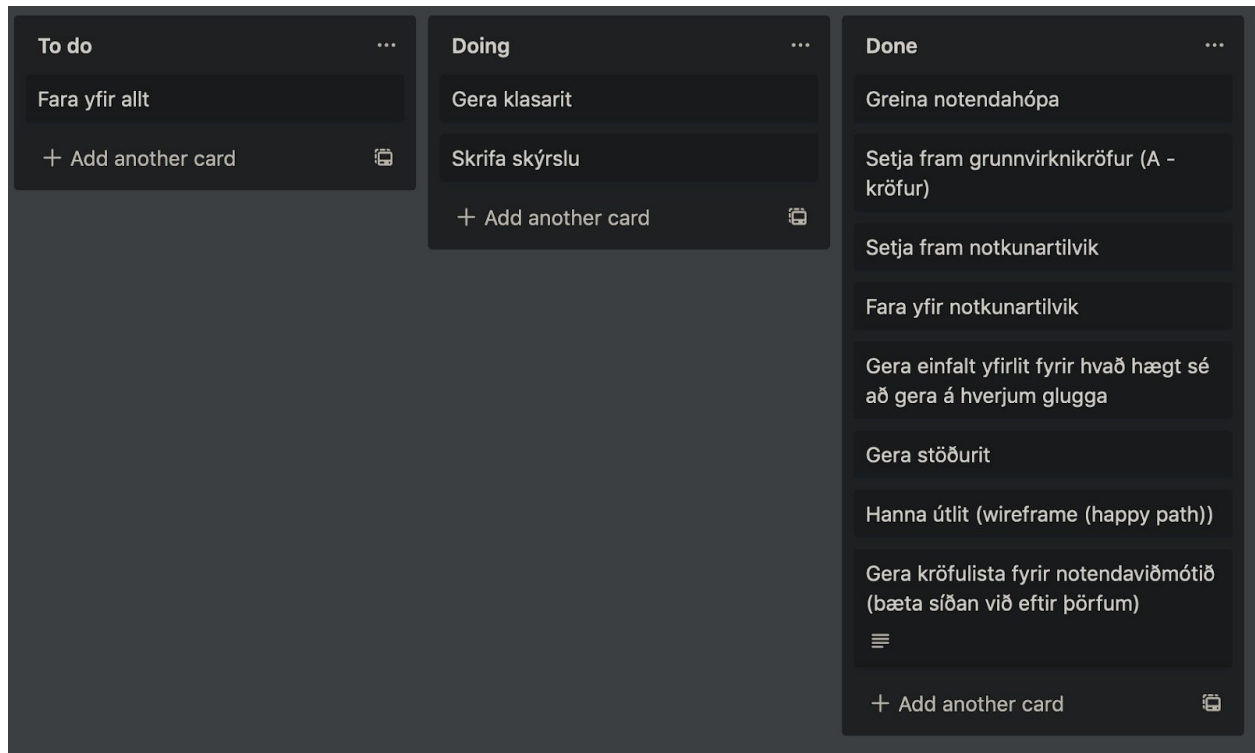 To do
Fara yfir allt
Add another card
Doing
Gera klasarit
Skrifa skýrslu
Add another card
Done
Greina notendahópa
Setja fram grunnvirknikröfur (A -
kröfur)
Setja fram notkunartilvik
Fara yfir notkunartilvik
Gera einfalt yfirlit fyrir hvað hægt sé
að gera á hverjum glugga
Gera stöðurit
Hanna útlit (wireframe (happy path))
Gera kröfulista fyrir notendaviðmótið
(bæta síðan við eftir þörfum)
Add another card